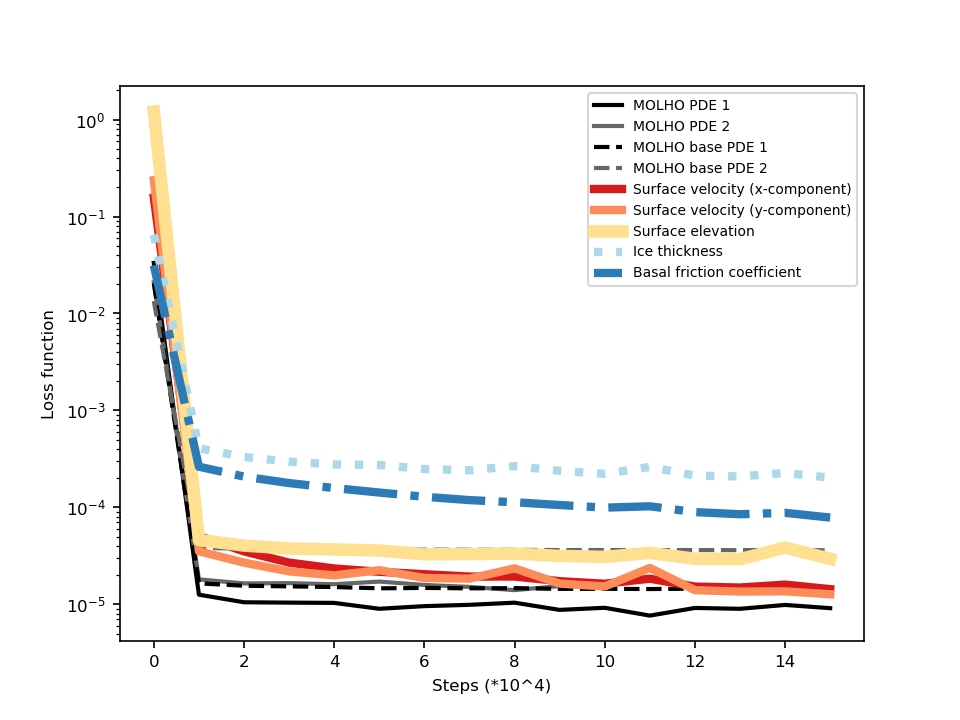 MOLHO PDE 1
MOLHO PDE 2
MOLHO base PDE 1
MOLHO base PDE 2
Surface velocity (x-component)
Surface velocity (y-component)
Surface elevation
Ice thickness
Basal friction coefficient
Loss function
10^0
10^-1
10^-2
10^-3
10^-4
10^-5
0 2 4 6 8 10 12 14
Steps (*10^4)